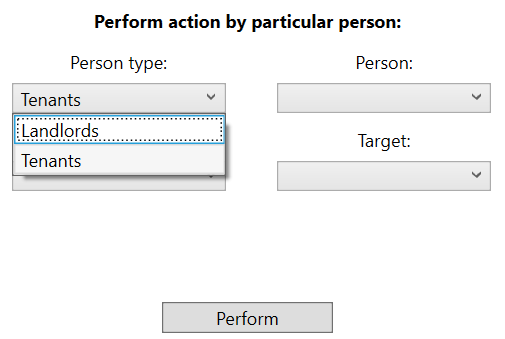 Perform action by particular person:
Person type:
Person:
Tenants
Landlords
Tenants
Target:
Perform